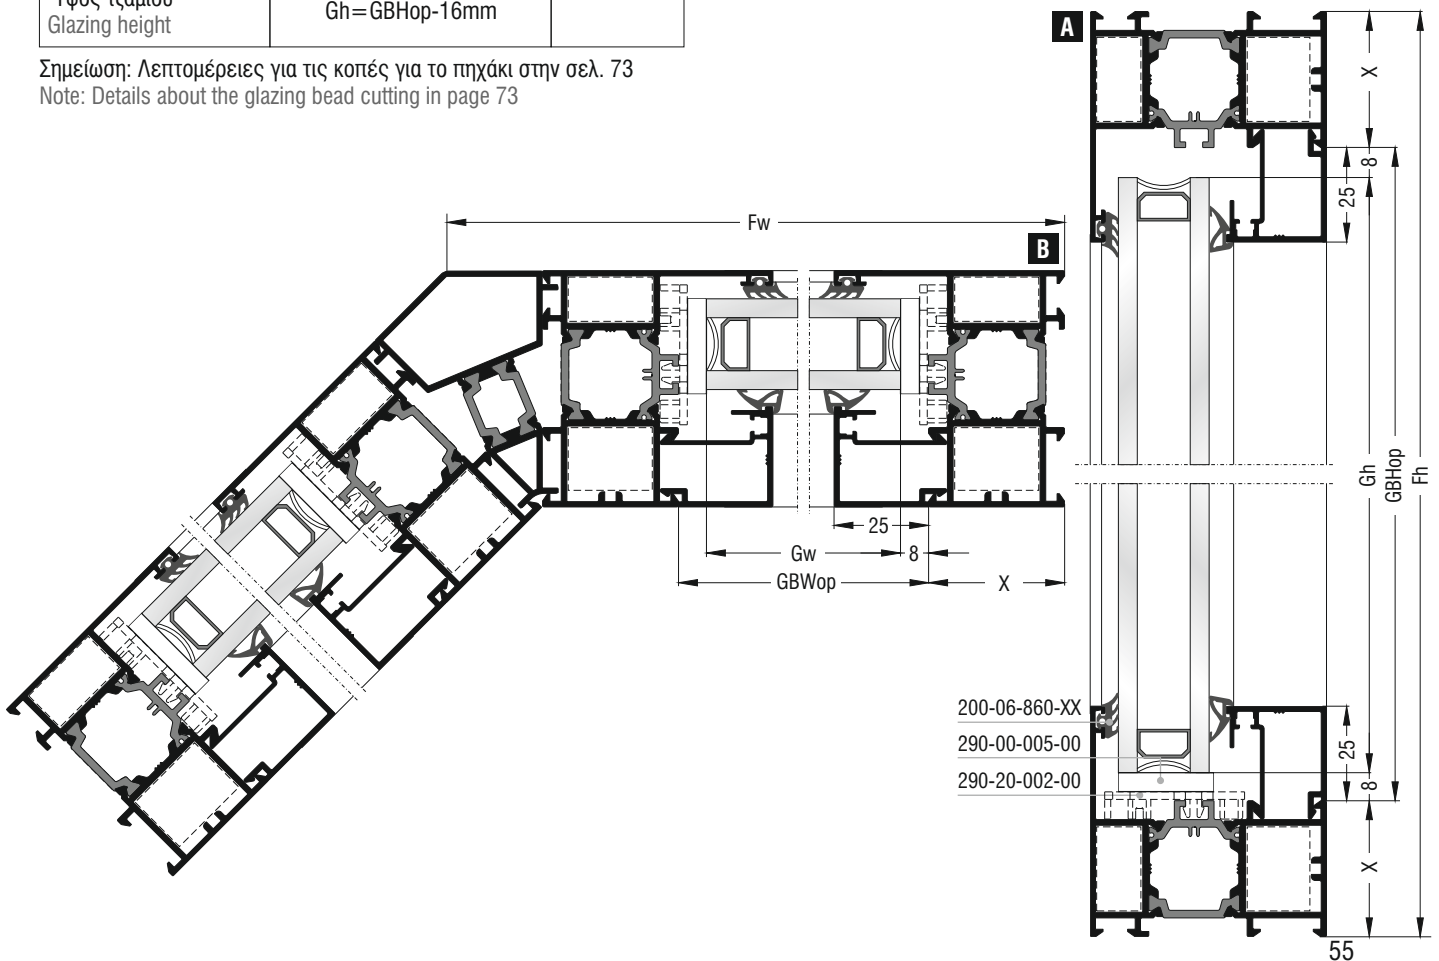 Glazing height
Gh=GBHop-16mm
Σημείωση: Λεπτομέρειες για τις κοπές για το πηχάκι στην σελ. 73
Note: Details about the glazing bead cutting in page 73
A
X
8
25
Fw
B
Gh
GBHop
Fh
25
Gw
8
GBWop
X
200-06-860-XX
290-00-005-00
290-20-002-00
25
8
X
55